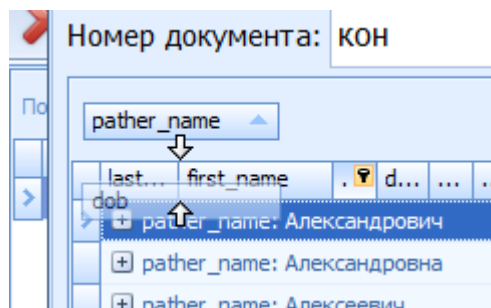 Номер документа: КОН
По
pather_name
last... first_name . d... ... ..
dob
pather_name: Александрович
pather_name: Александровна
pather_name: Алексеевич